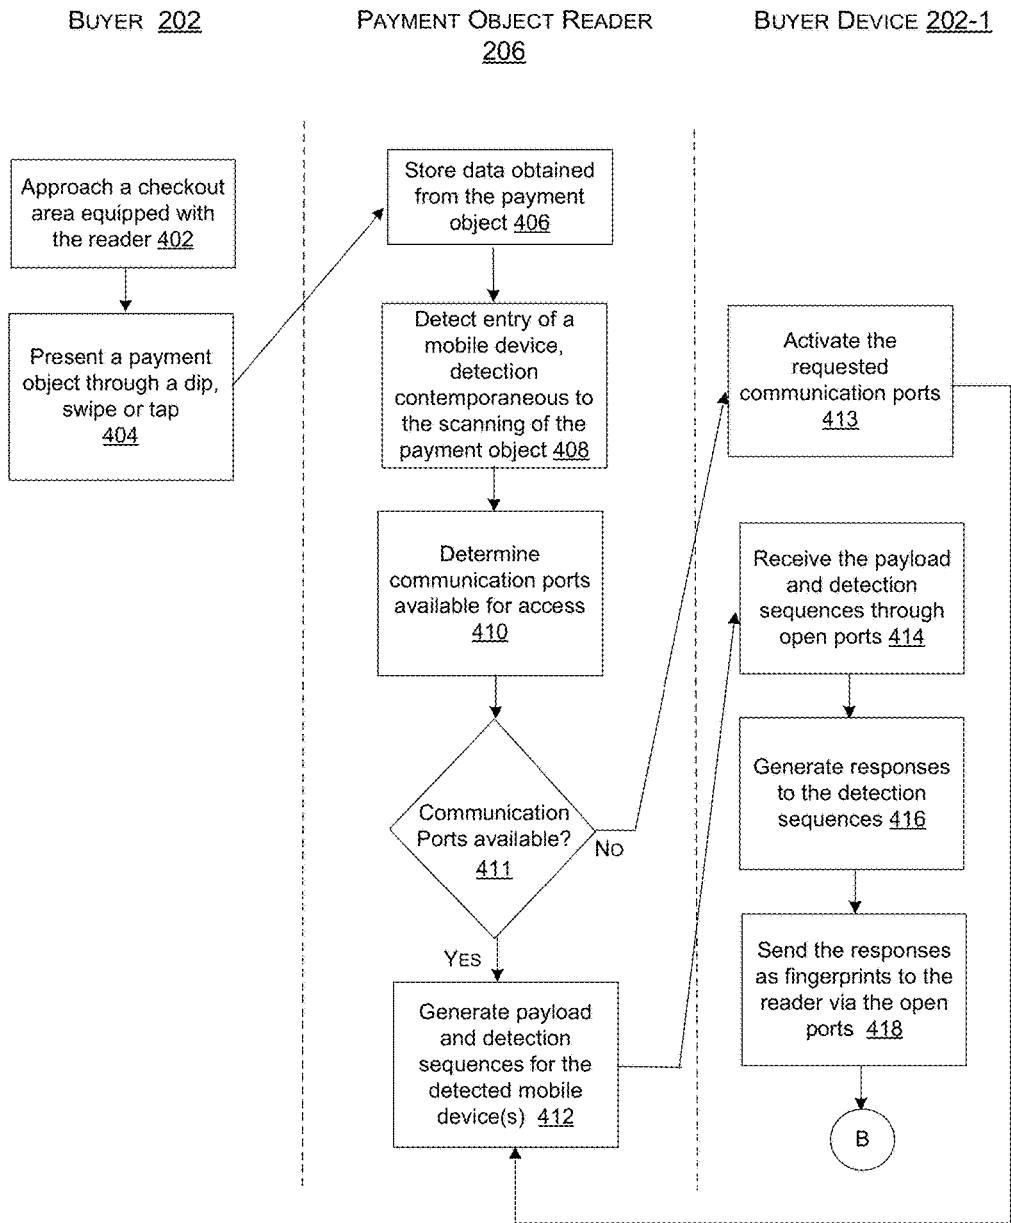 BUYER 202
PAYMENT OBJECT READER
206
BUYER DEVICE 202-1
Approach a checkout
area equipped with
the reader 402
Present a payment
object through a dip,
swipe or tap
404
Store data obtained
from the payment
object 406
Detect entry of a
mobile device,
detection
contemporaneous to
the scanning of the
payment object 408
Determine
communication ports
available for access
410
Communication
Ports available?
411
NO
YES
Generate payload
and detection
sequences for the
detected mobile
device(s) 412
Activate the
requested
communication ports
413
Receive the payload
and detection
sequences through
open ports 414
Generate responses
to the detection
sequences 416
Send the responses
as fingerprints to the
reader via the open
ports 418
B